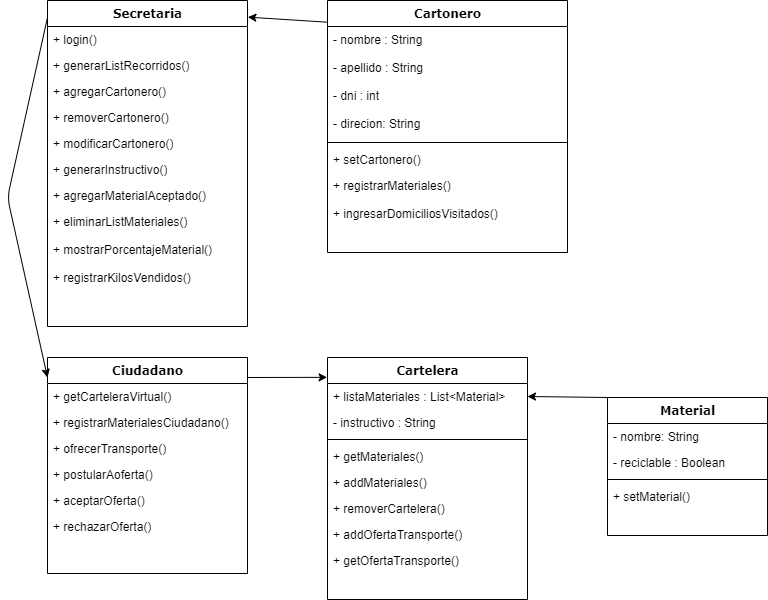 Secretaria
+ login()
+ generarListRecorridos()
+ agregarCartonero()
+ removerCartonero()
+ modificarCartonero()
+ generarInstructivo()
+ agregarMaterialAceptado()
+ eliminarListMateriales()
+ mostrarPorcentajeMaterial()
+ registrarKilosVendidos()
Cartonero
- nombre : String
- apellido : String
- dni : int
- direcion: String
+ setCartonero()
+ registrarMateriales()
+ ingresarDomiciliosVisitados()
Ciudadano
+ getCarteleraVirtual()
+ registrarMaterialesCiudadano()
+ ofrecerTransporte()
+ postularAoferta()
+ aceptarOferta()
+ rechazarOferta()
Cartelera
+ listaMateriales : List<Material>
- instructivo : String
+ getMateriales()
+ addMateriales()
+ removerCartelera()
+ addOfertaTransporte()
+ getOfertaTransporte()
Material
- nombre: String
- reciclable : Boolean
+ setMaterial()